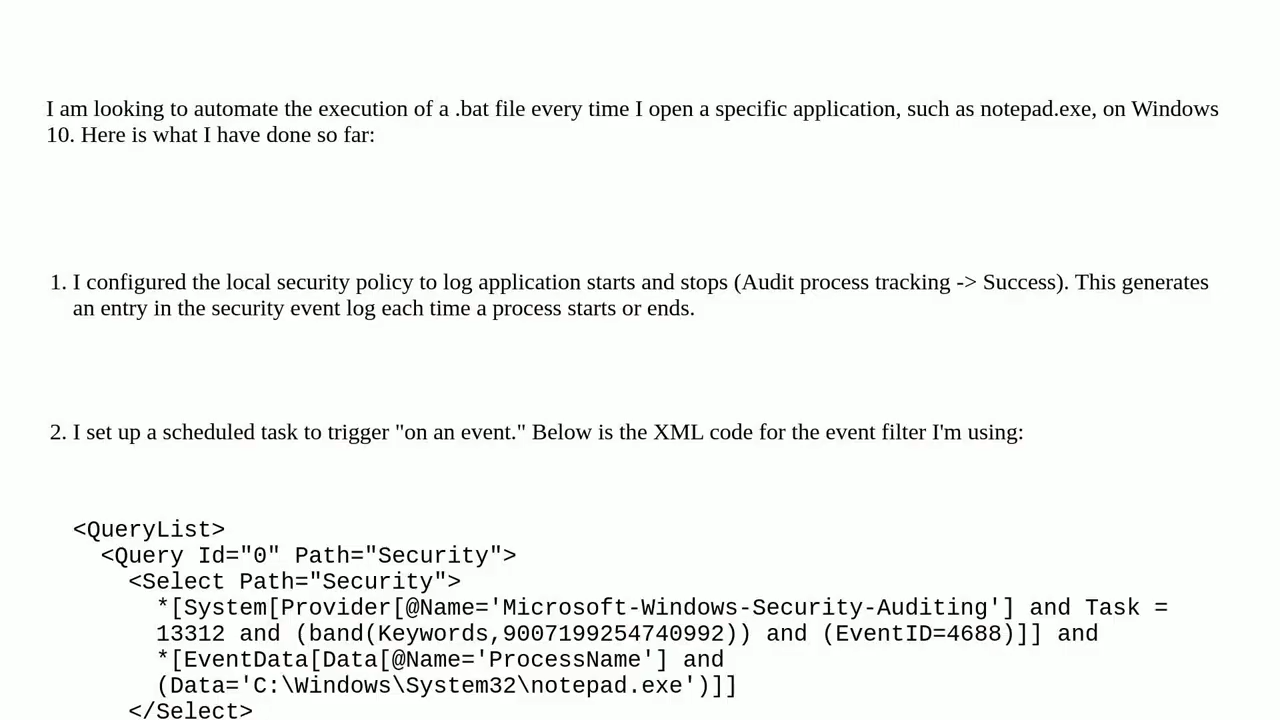 I am looking to automate the execution of a .bat file every time I open a specific application, such as notepad.exe, on Windows
10. Here is what I have done so far:
1. I configured the local security policy to log application starts and stops (Audit process tracking -> Success). This generates
an entry in the security event log each time a process starts or ends.
2. I set up a scheduled task to trigger "on an event." Below is the XML code for the event filter I'm using:
<QueryList>
<Query Id="0" Path="Security">
<Select Path="Security">
*[System[Provider[@Name='Microsoft-Windows-Security-Auditing'] and Task =
13312 and (band(Keywords,9007199254740992)) and (EventID=4688)]] and
*[EventData[Data[@Name='ProcessName'] and
(Data='C:\Windows\System32\notepad.exe')]]
</Select>